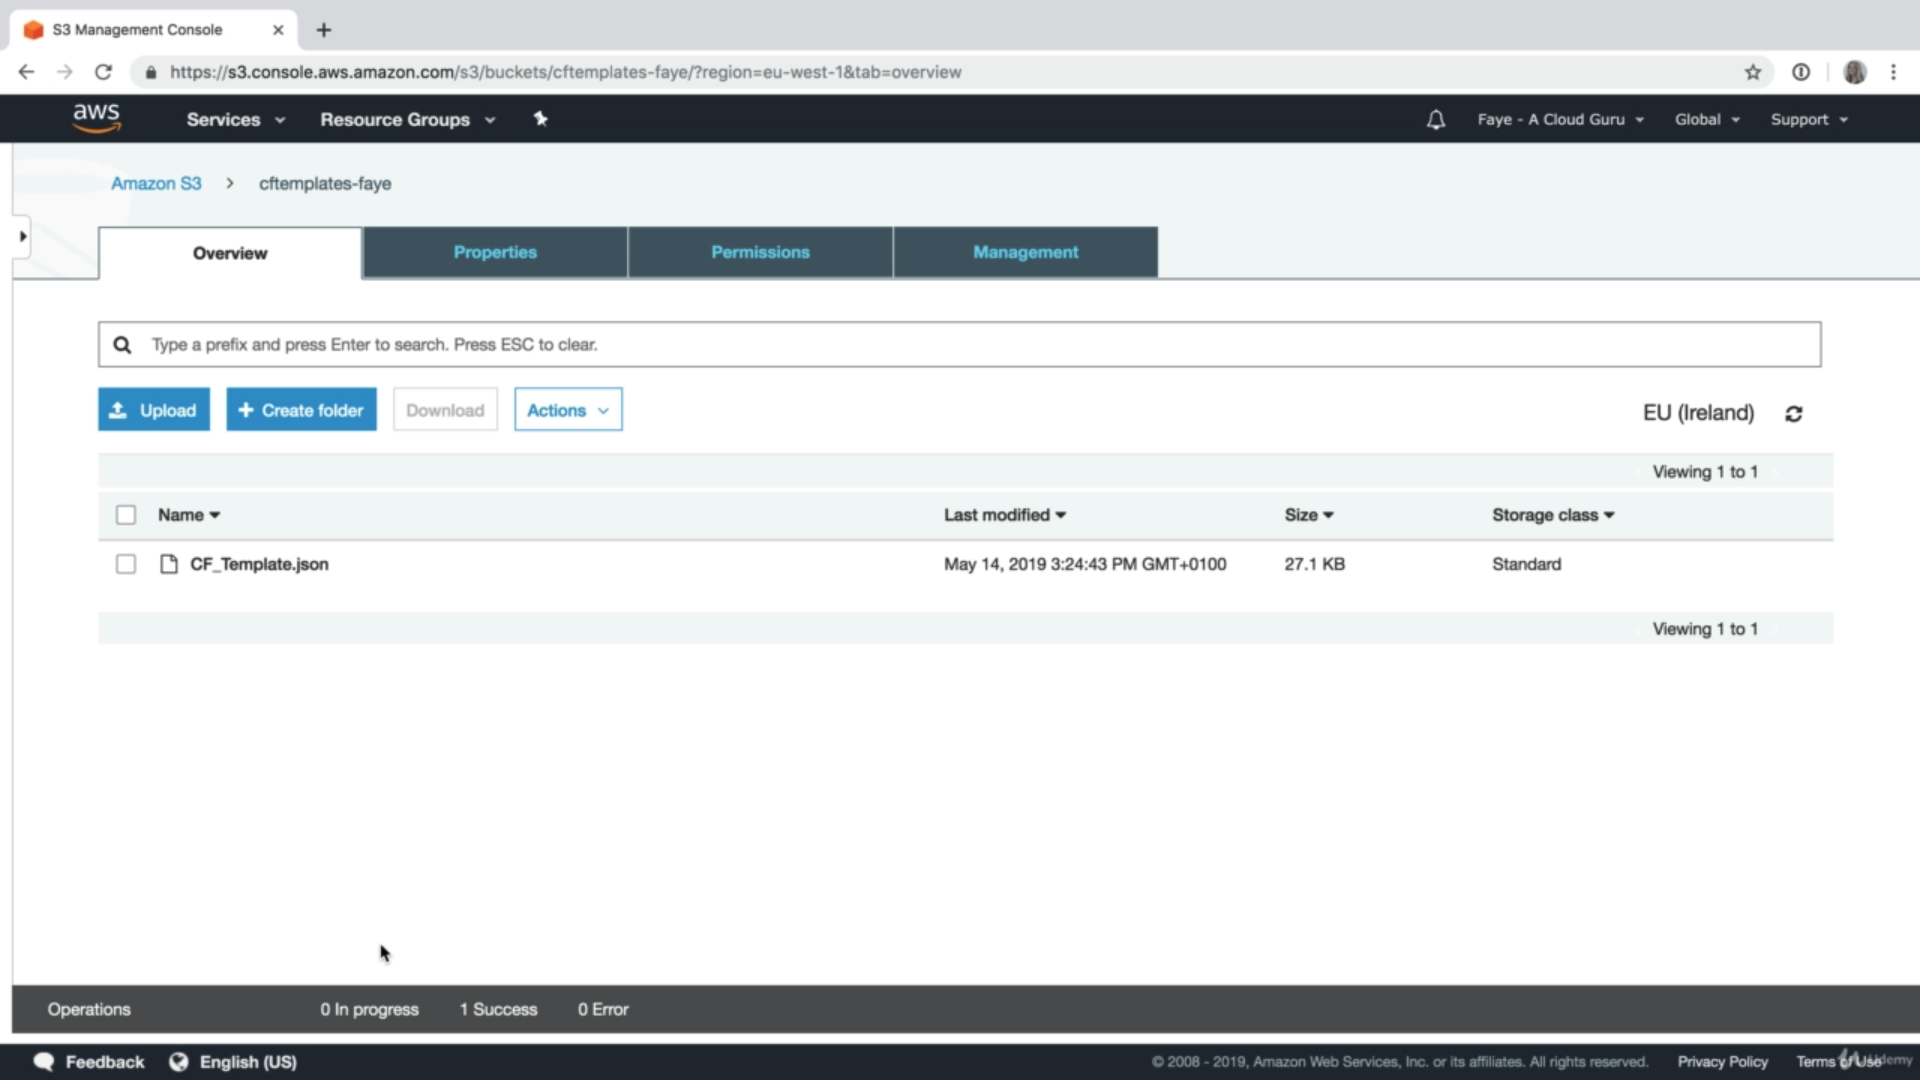 S3 Management Console
https://s3.console.aws.amazon.com/s3/buckets/cftemplates-faye/?region=eu-west-1&tab=overview
aws Services Resource Groups Faye - A Cloud Guru Global Support
Amazon S3 cftemplates-faye
Overview Properties Permissions Management
Type a prefix and press Enter to search. Press ESC to clear.
Upload + Create folder Download Actions EU (Ireland)
Viewing 1 to 1
Name Last modified Size Storage class
CF_Template.json May 14, 2019 3:24:43 PM GMT+0100 27.1 KB Standard
Viewing 1 to 1
Operations 0 In progress 1 Success 0 Error
Feedback English (US) © 2008 - 2019, Amazon Web Services, Inc. or its affiliates. All rights reserved. Privacy Policy Terms of Use